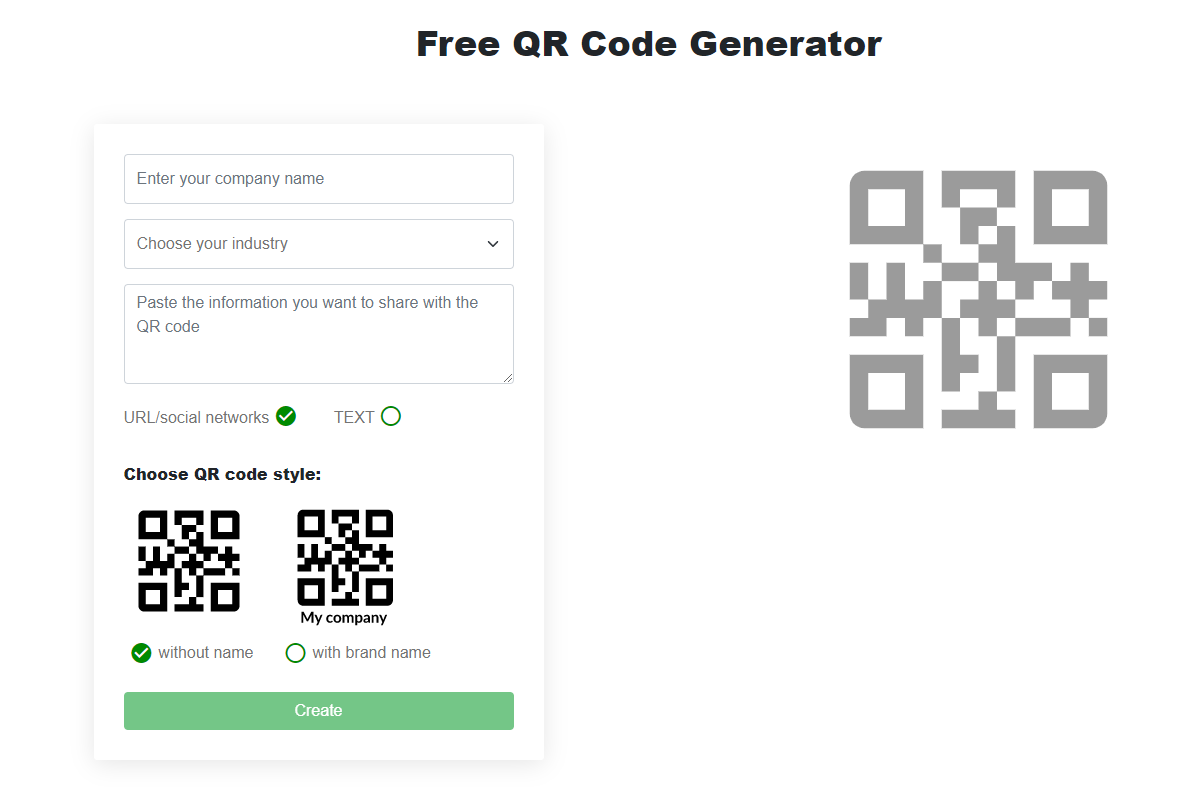 Free QR Code Generator
Enter your company name
Choose your industry
Paste the information you want to share with the
QR code
URL/social networks TEXT
Choose QR code style:
My company
without name with brand name
Create